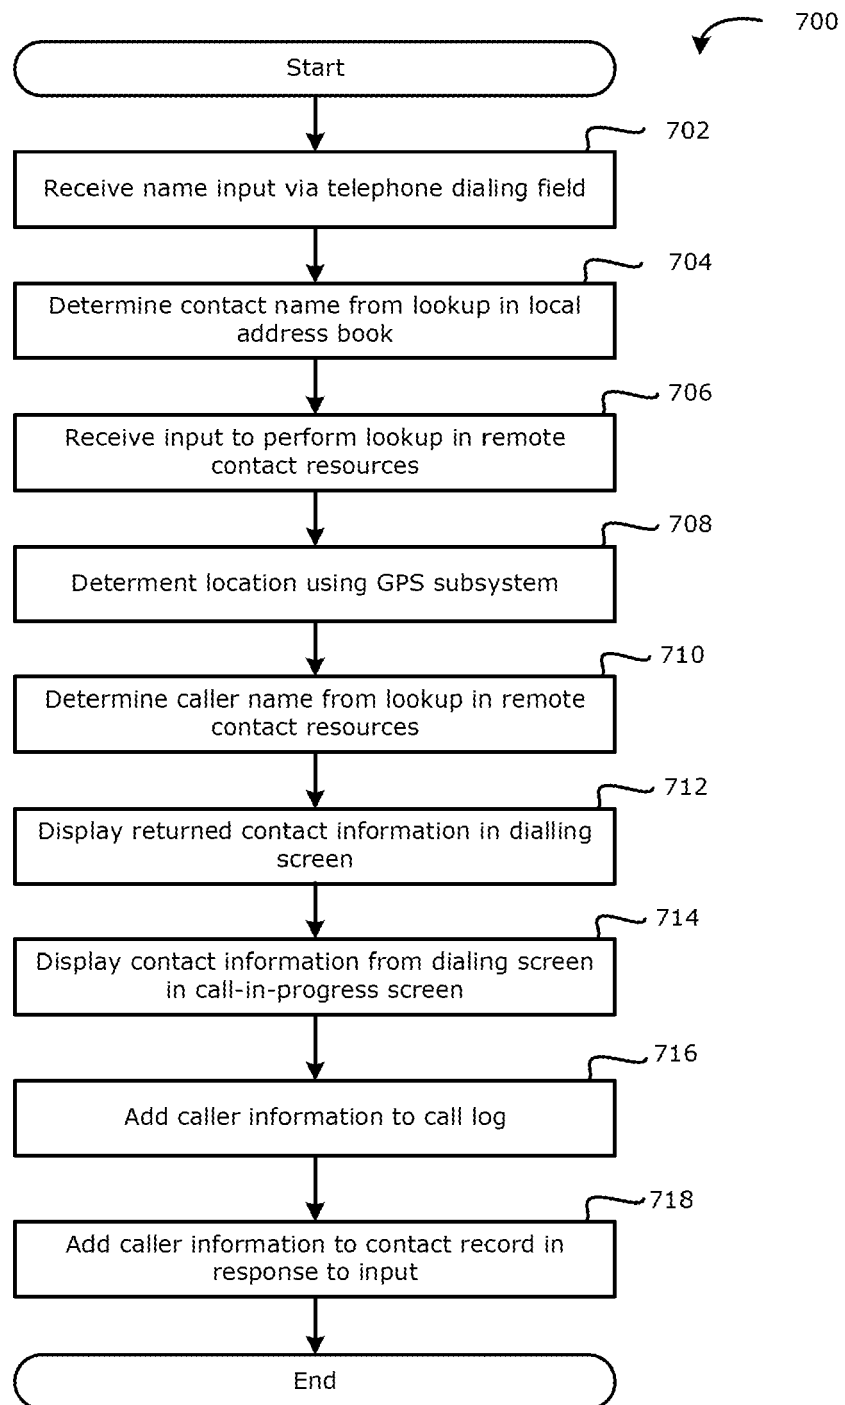 700
Start
702
Receive name input via telephone dialing field
704
Determine contact name from lookup in local
address book
706
Receive input to perform lookup in remote
contact resources
708
Determent location using GPS subsystem
710
Determine caller name from lookup in remote
contact resources
712
Display returned contact information in dialling
screen
714
Display contact information from dialing screen
in call-in-progress screen
716
Add caller information to call log
718
Add caller information to contact record in
response to input
End